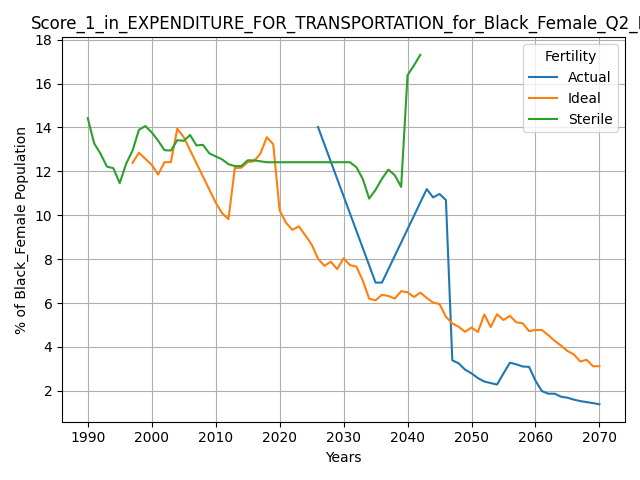 Score_1_in_EXPENDITURE_FOR_TRANSPORTATION_for_Black_Female_Q2_
Fertility
Actual
Ideal
Sterile
% of Black_Female Population
18
16
14
12
10
8
6
4
2
1990 2000 2010 2020 2030 2040 2050 2060 2070
Years